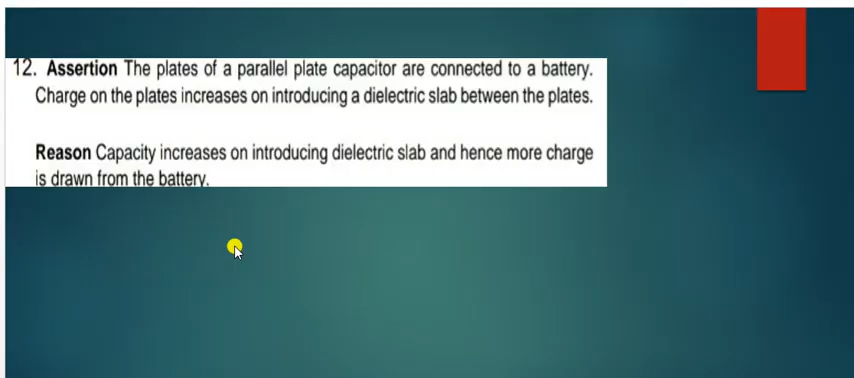 12. Assertion The plates of a parallel plate capacitor are connected to a battery.
Charge on the plates increases on introducing a dielectric slab between the plates.
Reason Capacity increases on introducing dielectric slab and hence more charge
is drawn from the battery.